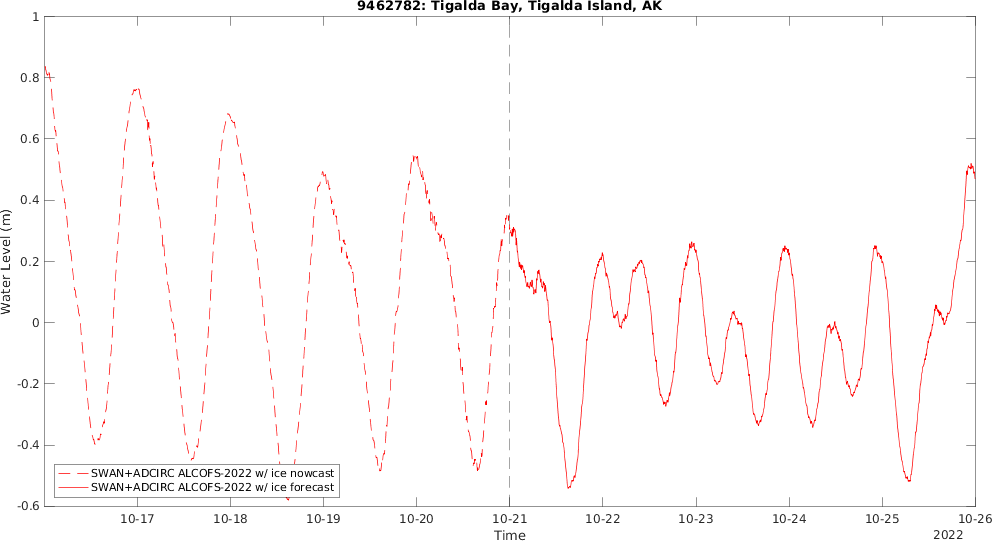 9462782: Tigalda Bay, Tigalda Island, AK
1
0.8
0.6
0.4
0.2
0
-0.2
-0.4
-0.6
Water Level (m)
SWAN+ADCIRC ALCOFS-2022 w/ ice nowcast
SWAN+ADCIRC ALCOFS-2022 w/ ice forecast
10-17 10-18 10-19 10-20 10-21 10-22 10-23 10-24 10-25 10-26
Time
2022